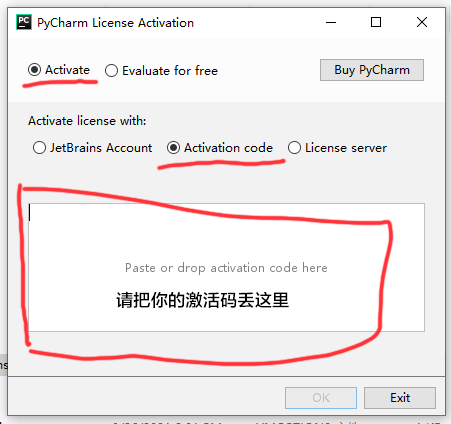 PC PyCharm License Activation
Activate Evaluate for free Buy PyCharm
Activate license with:
JetBrains Account Activation code License server
Paste or drop activation code here
请把你的激活码丢这里
OK Exit